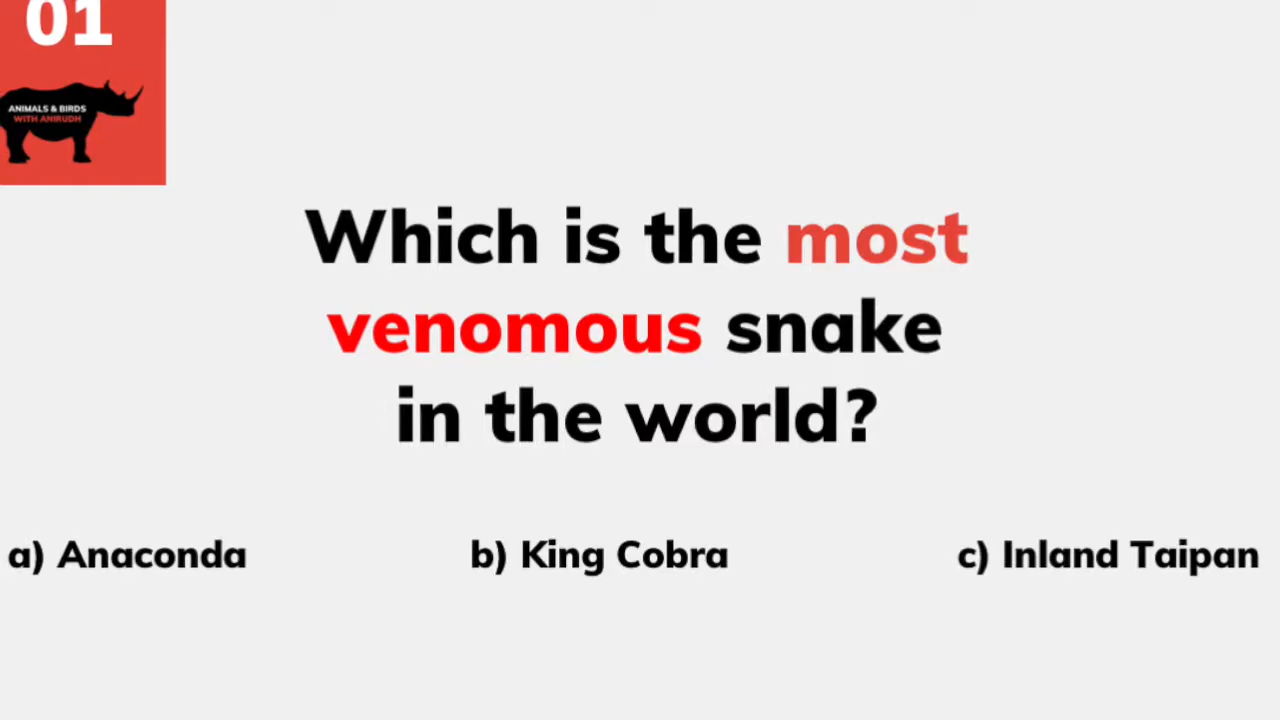 01
ANIMALS & BIRDS
WITH ANIRUDH
Which is the most
venomous snake
in the world?
a) Anaconda
b) King Cobra
c) Inland Taipan